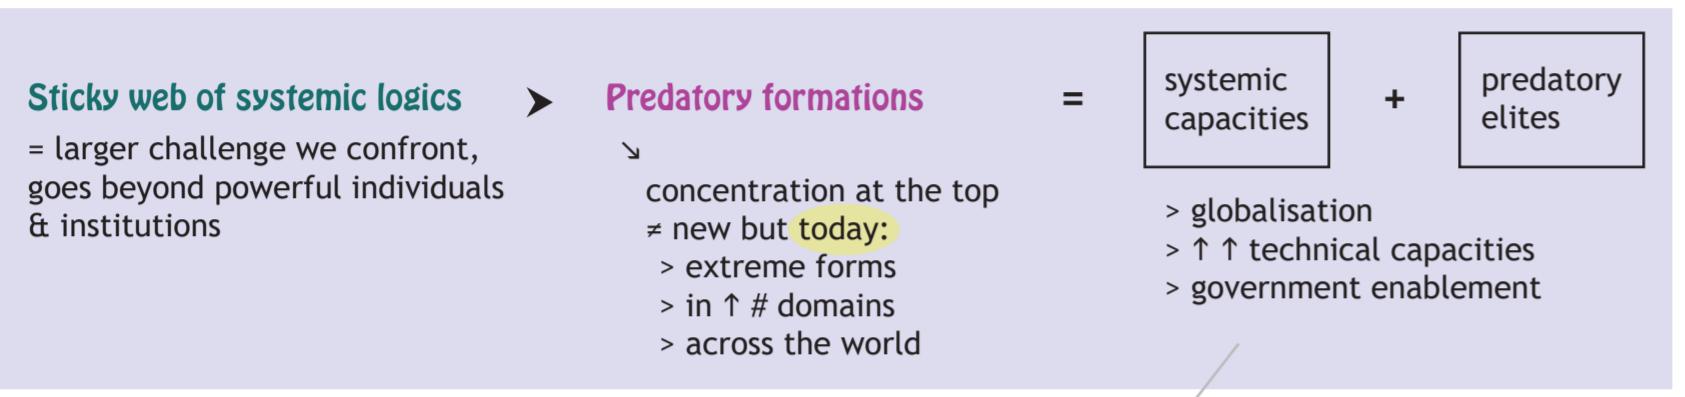 Sticky web of systemic logics
= larger challenge we confront,
goes beyond powerful individuals
& institutions
➤
Predatory formations
↘
concentration at the top
≠ new but today:
> extreme forms
> in ↑ # domains
> across the world
=
systemic
capacities
+
predatory
elites
> globalisation
> ↑ ↑ technical capacities
> government enablement